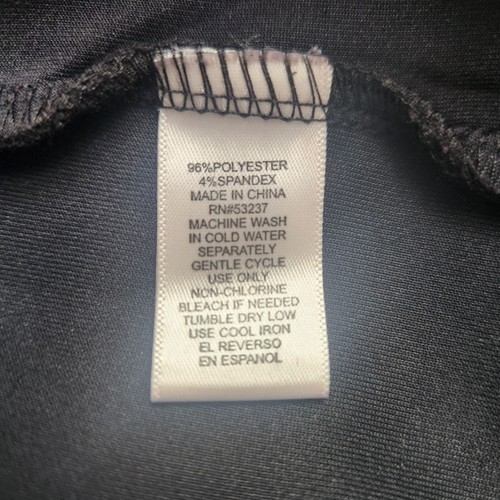 96%POLYESTER
4%SPANDEX
MADE IN CHINA
RN#53237
MACHINE WASH
IN COLD WATER
SEPARATELY
GENTLE CYCLE
USE ONLY
NON-CHLORINE
BLEACH IF NEEDED
TUMBLE DRY LOW
USE COOL IRON
EL REVERSO
EN ESPANOL